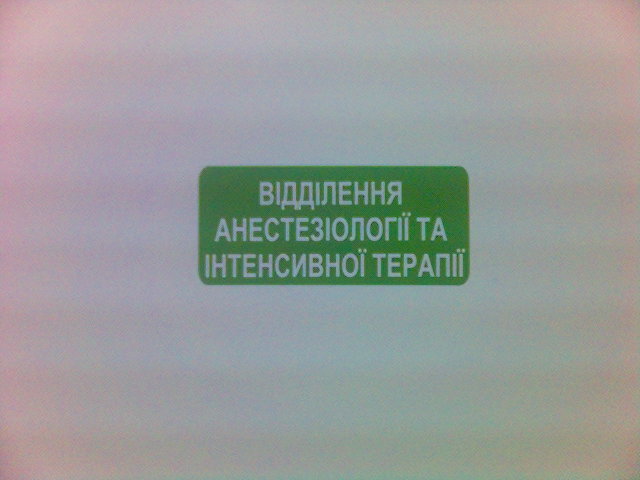 ВІДДІЛЕННЯ
АНЕСТЕЗІОЛОГІЇ ТА
ІНТЕНСИВНОЇ ТЕРАПІЇ